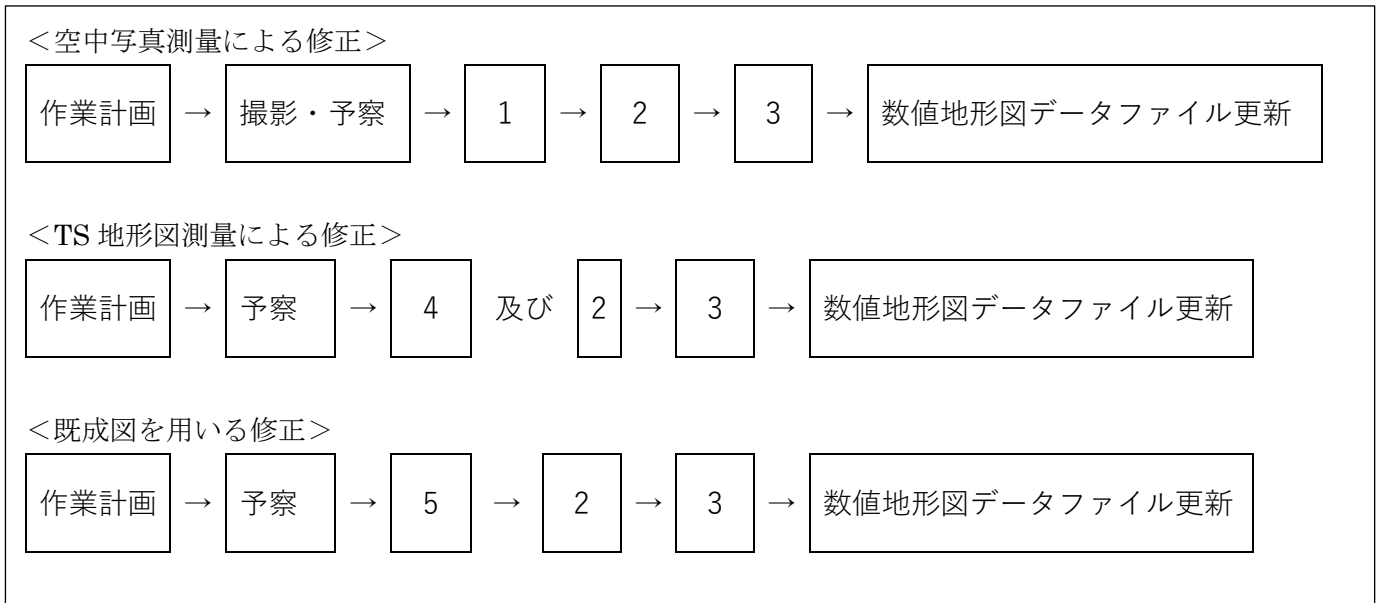 <空中写真測量による修正>
作業計画 → 撮影・予察 → 1 → 2 → 3 → 数値地形図データファイル更新
<TS 地形図測量による修正>
作業計画 → 予察 → 4 及び 2 → 3 → 数値地形図データファイル更新
<既成図を用いる修正>
作業計画 → 予察 → 5 → 2 → 3 → 数値地形図データファイル更新